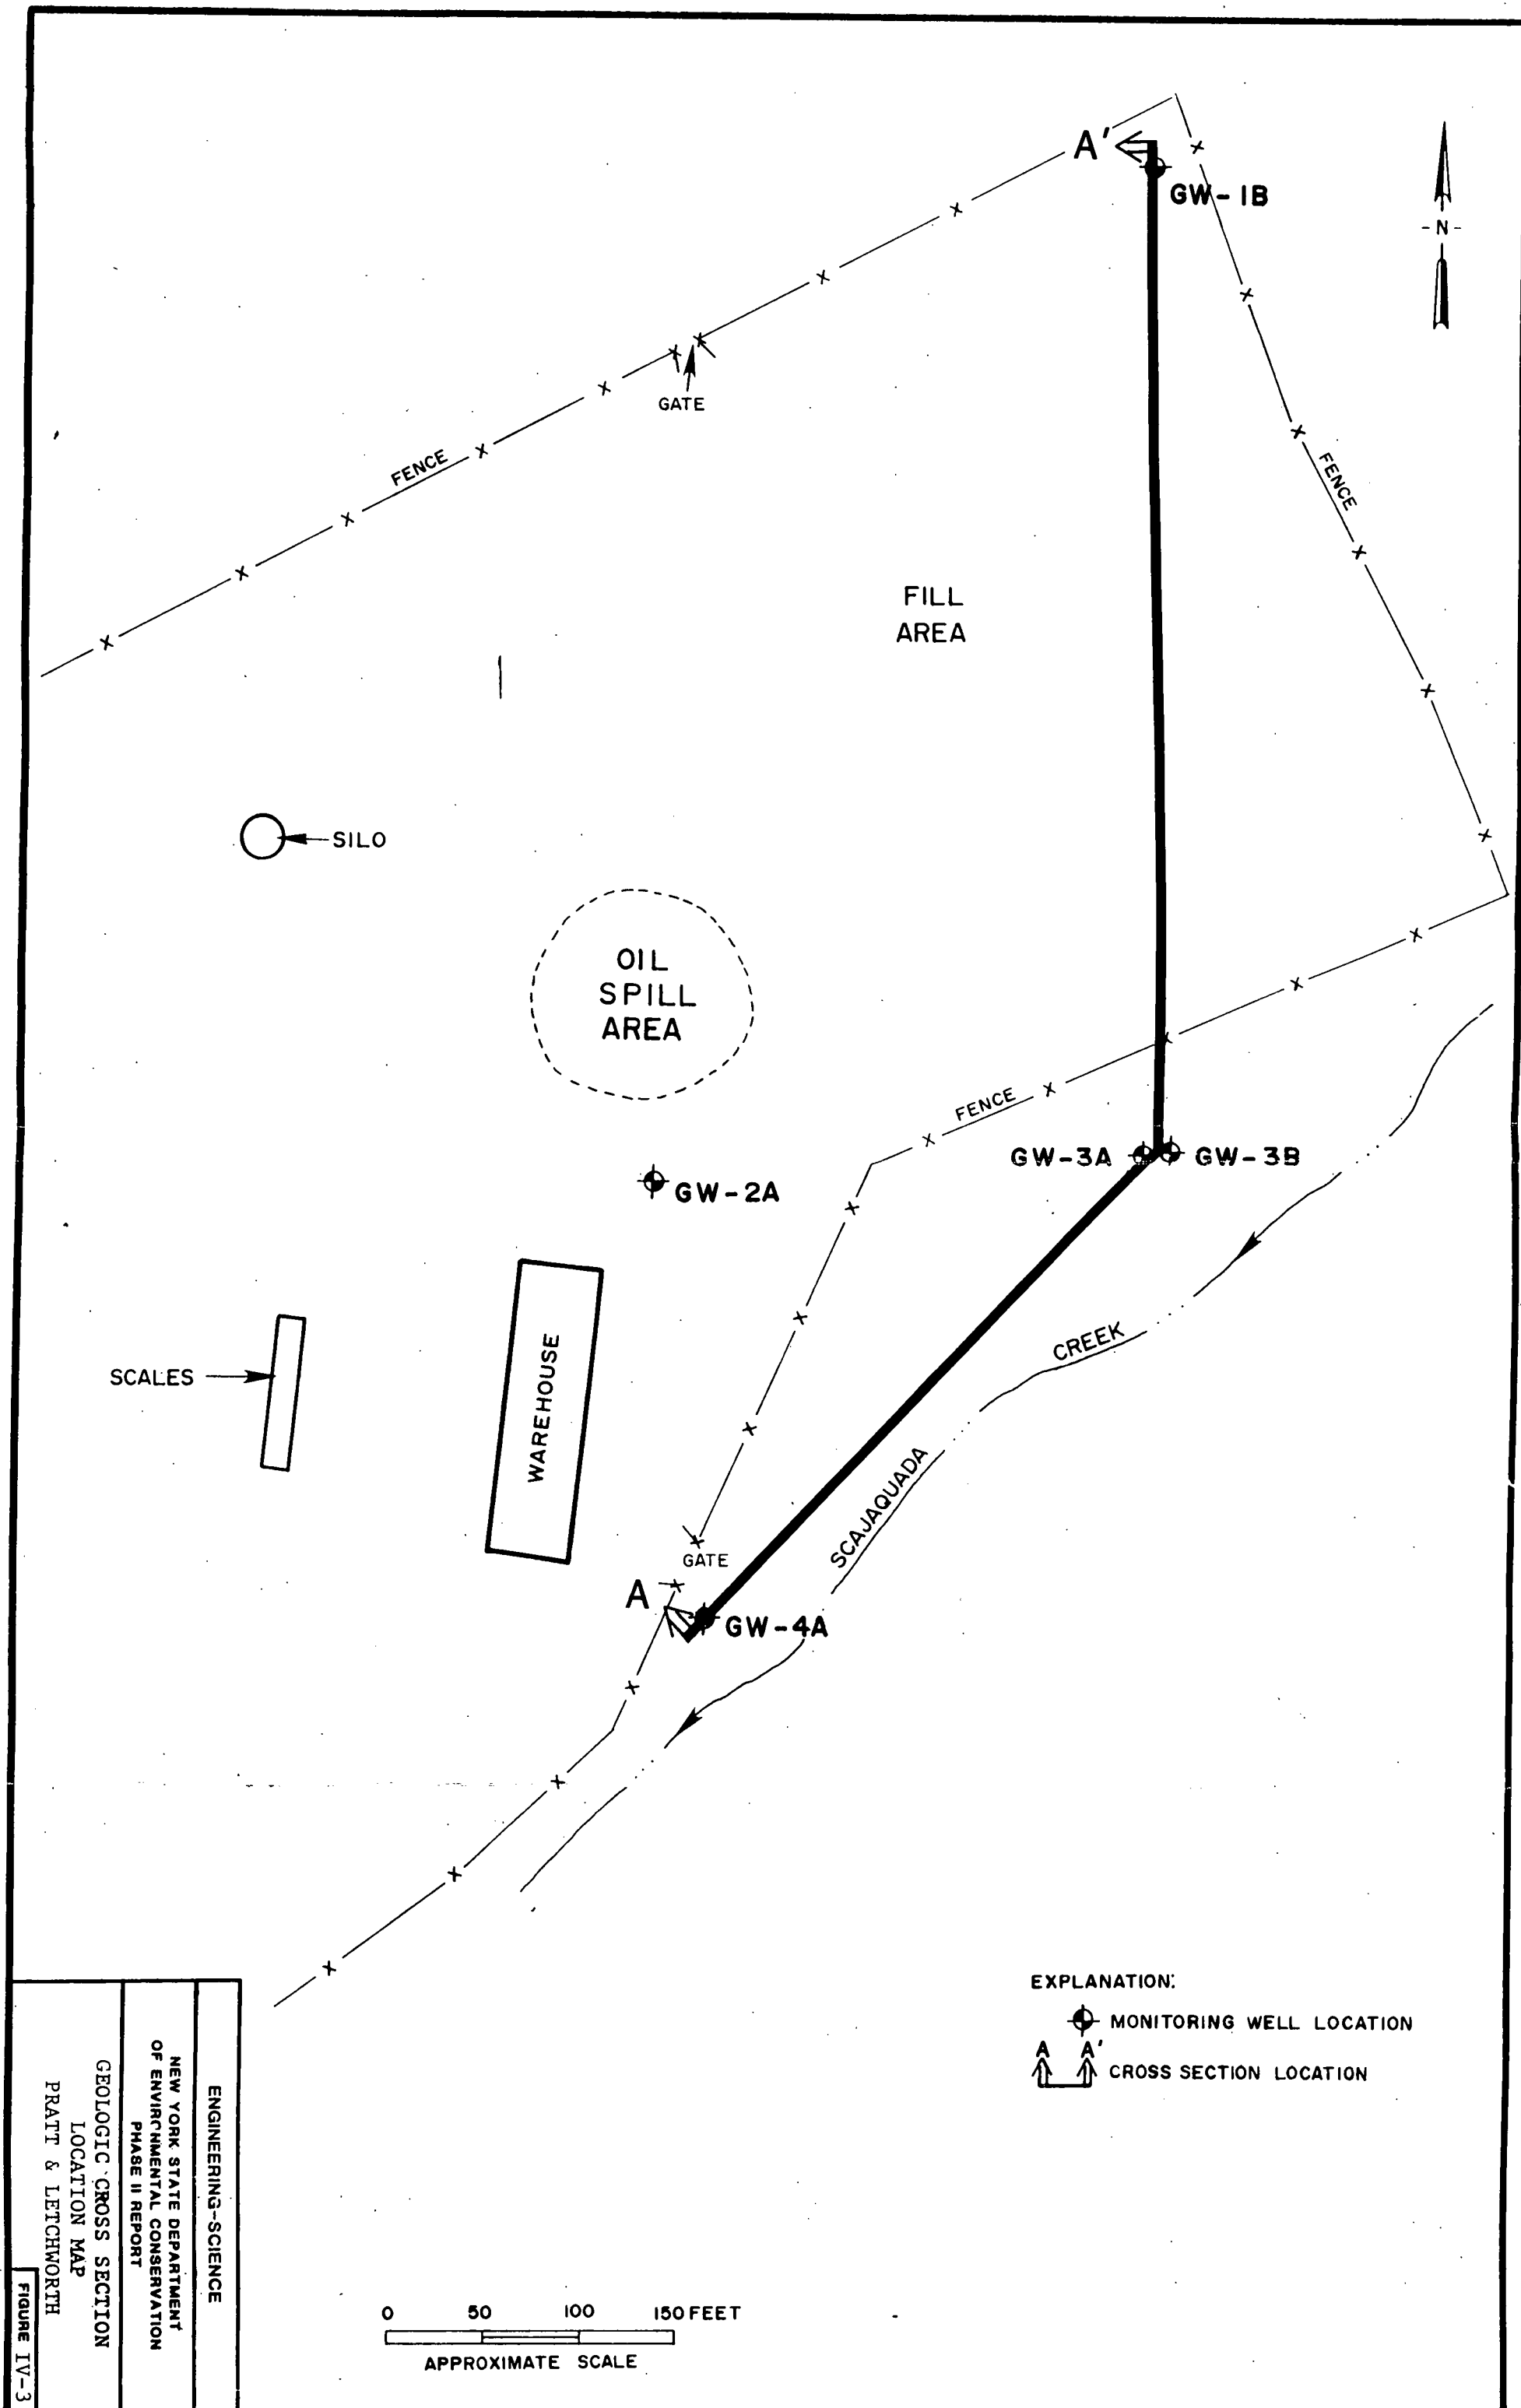 A'
GW-1B
-N-
GATE
FENCE
FENCE
FILL
AREA
SILO
OIL
SPILL
AREA
FENCE
GW-3A
GW-3B
GW-2A
CREEK
WAREHOUSE
SCALES
SCAJAQUADA
GATE
A
GW-4A
EXPLANATION:
MONITORING WELL LOCATION
A A'
CROSS SECTION LOCATION
ENGINEERING-SCIENCE
NEW YORK STATE DEPARTMENT
OF ENVIRONMENTAL CONSERVATION
PHASE II REPORT
GEOLOGIC CROSS SECTION
LOCATION MAP
PRATT & LETCHWORTH
FIGURE IV-3
0 50 100 150 FEET
APPROXIMATE SCALE